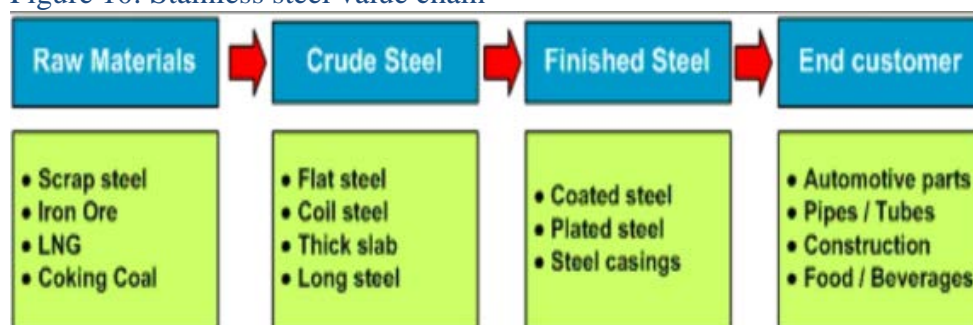 Figure 10. Stainless steel value chain
Raw Materials
Crude Steel
Finished Steel
End customer
• Scrap steel
• Iron Ore
• LNG
• Coking Coal
• Flat steel
• Coil steel
• Thick slab
• Long steel
• Coated steel
• Plated steel
• Steel casings
• Automotive parts
• Pipes / Tubes
• Construction
• Food / Beverages